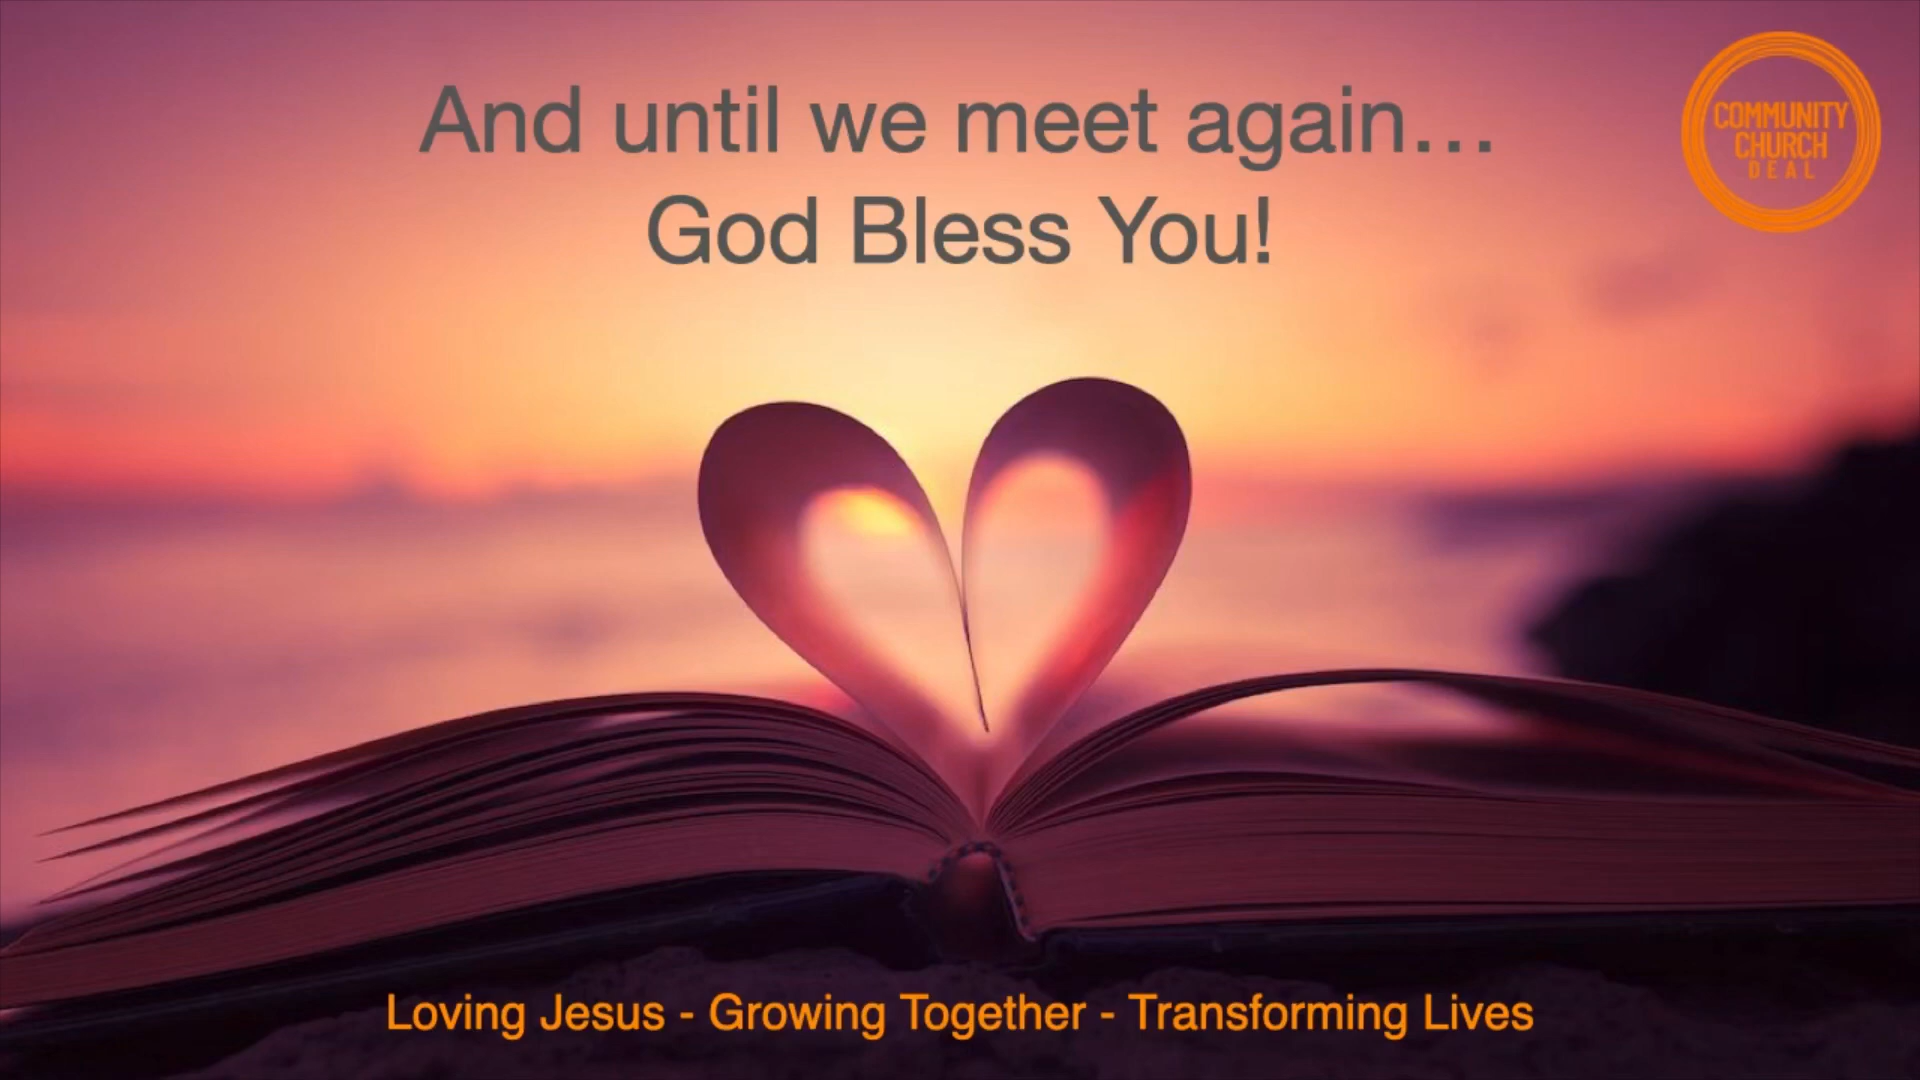 And until we meet again...
God Bless You!
COMMUNITY
CHURCH
DEAL
Loving Jesus - Growing Together - Transforming Lives